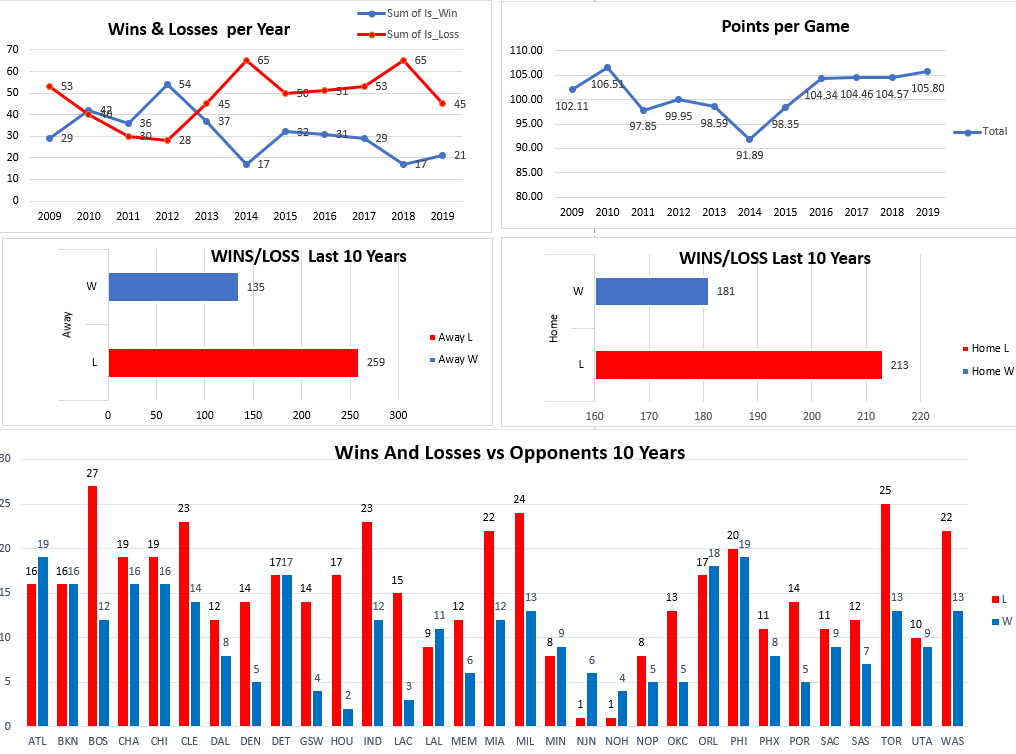 Wins & Losses per Year
Sum of Is_Win
Sum of Is_Loss
70
60
50
40
30
20
10
0
53 40 30 28 45 65 50 51 53 65 45
29 42 36 54 37 17 32 31 29 17 21
2009 2010 2011 2012 2013 2014 2015 2016 2017 2018 2019
Points per Game
110.00
105.00
100.00
95.00
90.00
85.00
80.00
102.11 106.51 97.85 99.95 98.59 91.89 98.35 104.34 104.46 104.57 105.80
Total
2009 2010 2011 2012 2013 2014 2015 2016 2017 2018 2019
WINS/LOSS Last 10 Years
Away
W 135
L 259
Away L
Away W
0 50 100 150 200 250 300
WINS/LOSS Last 10 Years
Home
W 181
L 213
Home L
Home W
160 170 180 190 200 210 220
Wins And Losses vs Opponents 10 Years
30
25
20
15
10
5
0
16 19 16 16 27 12 19 16 19 16 23 14 12 8 14 5 17 17 14 4 17 2 23 12 15 3 9 11 12 6 22 12 24 13 8 9 1 6 1 4 8 5 13 5 17 18 20 19 11 8 14 5 11 9 12 7 25 13 10 9 22 13
L
W
ATL BKN BOS CHA CHI CLE DAL DEN DET GSW HOU IND LAC LAL MEM MIA MIL MIN NJN NOH NOP OKC ORL PHI PHX POR SAC SAS TOR UTA WAS